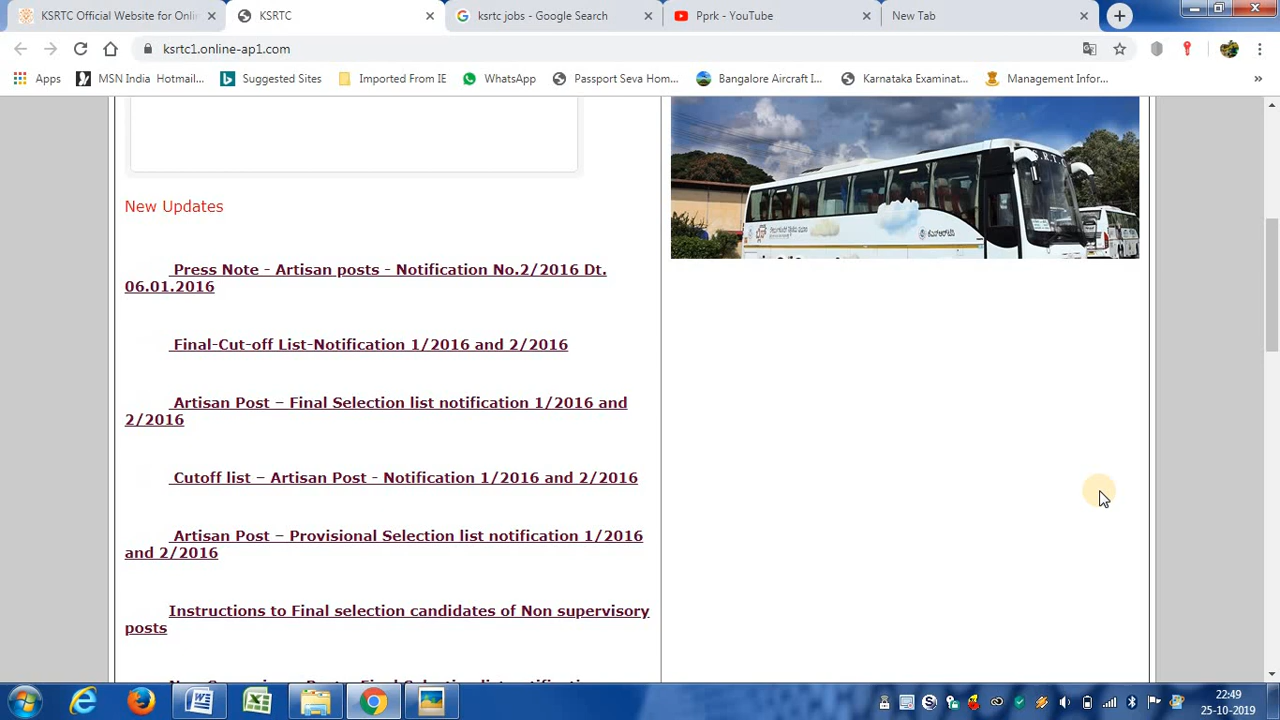 KSRTC Official Website for Onli
KSRTC
ksrtc jobs - Google Search
Pprk - YouTube
New Tab
ksrtc1.online-ap1.com
Apps
MSN India Hotmail...
Suggested Sites
Imported From IE
WhatsApp
Passport Seva Hom...
Bangalore Aircraft I...
Karnataka Examinat...
Management Infor...
»
New Updates
Press Note - Artisan posts - Notification No.2/2016 Dt.
06.01.2016
Final-Cut-off List-Notification 1/2016 and 2/2016
Artisan Post – Final Selection list notification 1/2016 and
2/2016
Cutoff list – Artisan Post - Notification 1/2016 and 2/2016
Artisan Post – Provisional Selection list notification 1/2016
and 2/2016
Instructions to Final selection candidates of Non supervisory
posts
22:49
25-10-2019